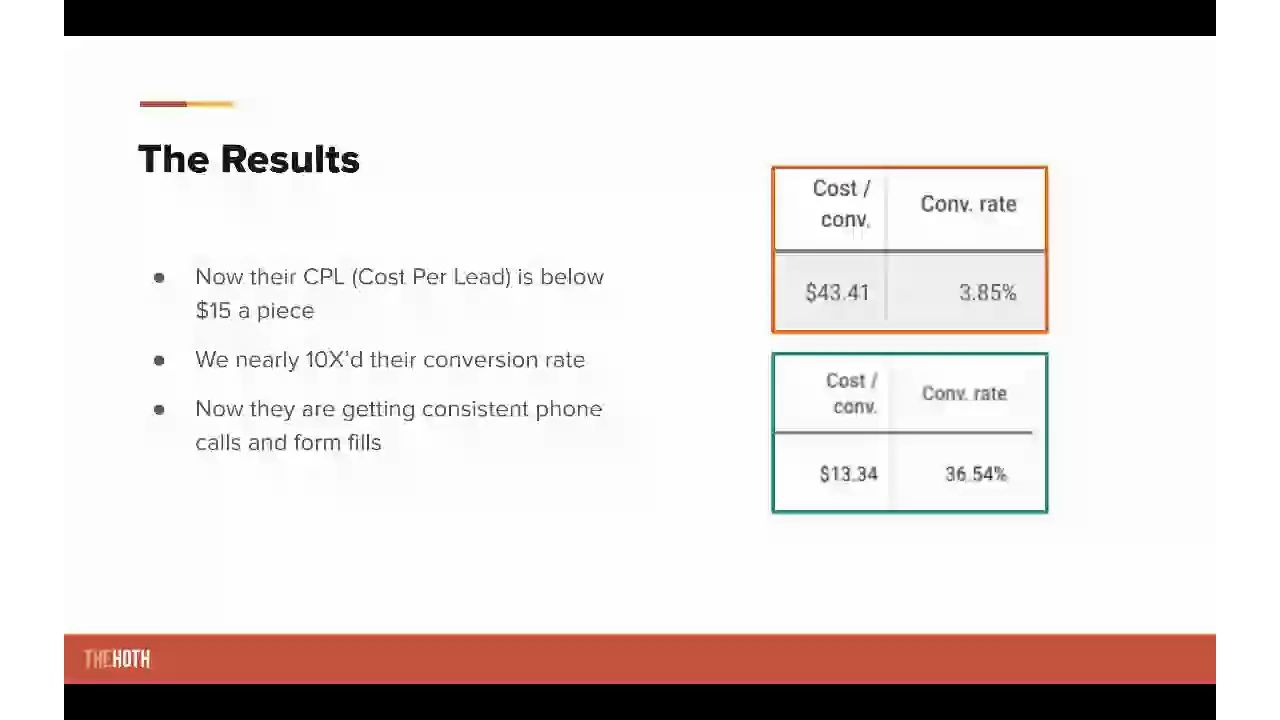 The Results
● Now their CPL (Cost Per Lead) is below
$15 a piece
● We nearly 10X'd their conversion rate
● Now they are getting consistent phone
calls and form fills
Cost /
conv.
Conv. rate
$43.41
3.85%
Cost /
conv.
Conv. rate
$13.34
36.54%
THEHOTH